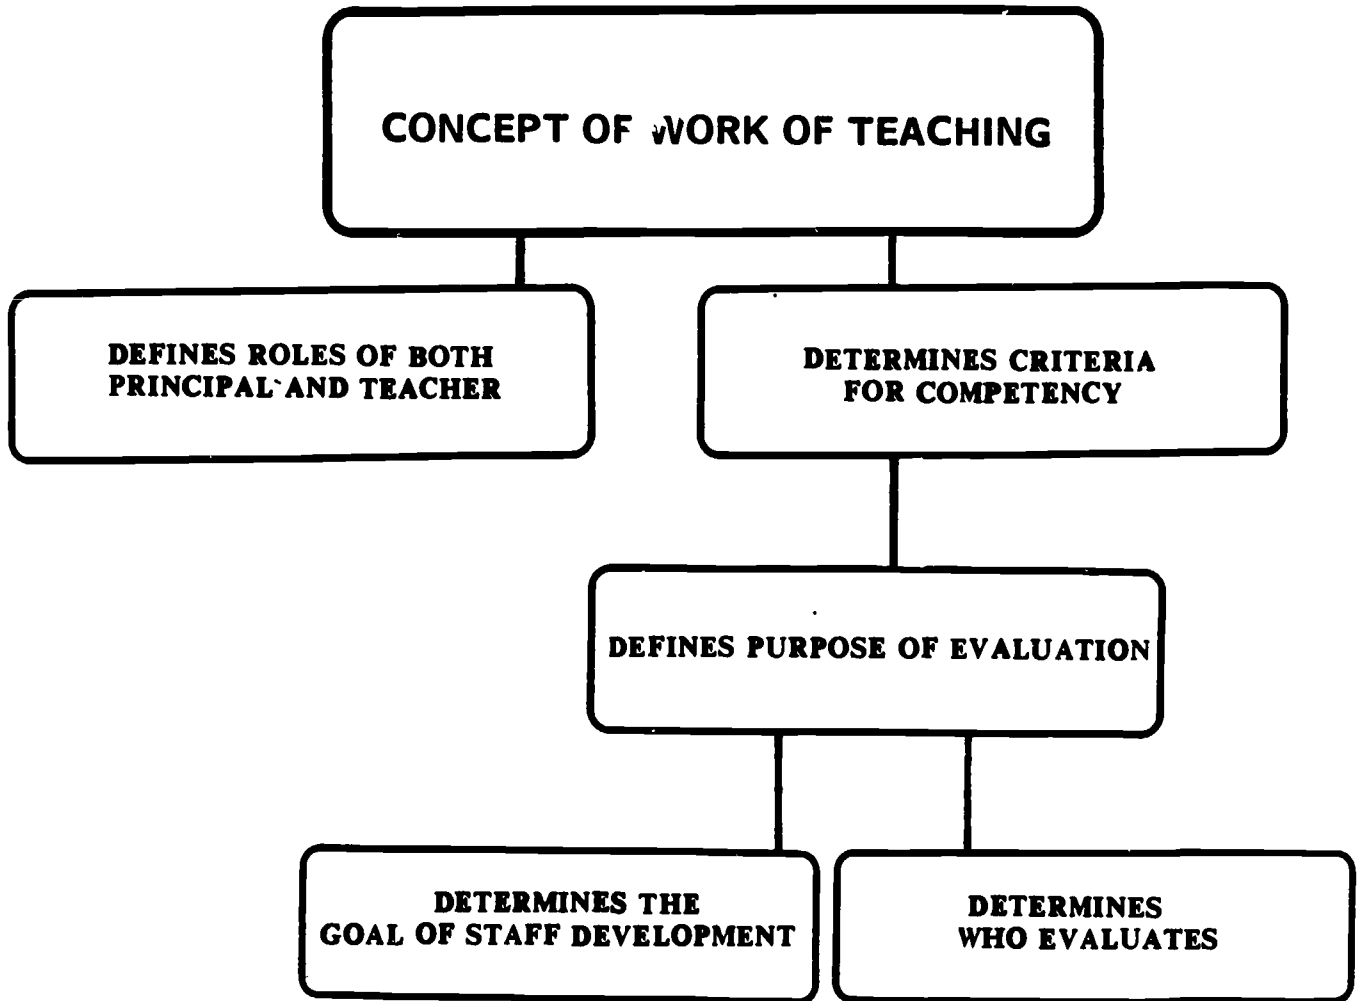 CONCEPT OF WORK OF TEACHING
DEFINES ROLES OF BOTH
PRINCIPAL AND TEACHER
DETERMINES CRITERIA
FOR COMPETENCY
DEFINES PURPOSE OF EVALUATION
DETERMINES THE
GOAL OF STAFF DEVELOPMENT
DETERMINES
WHO EVALUATES